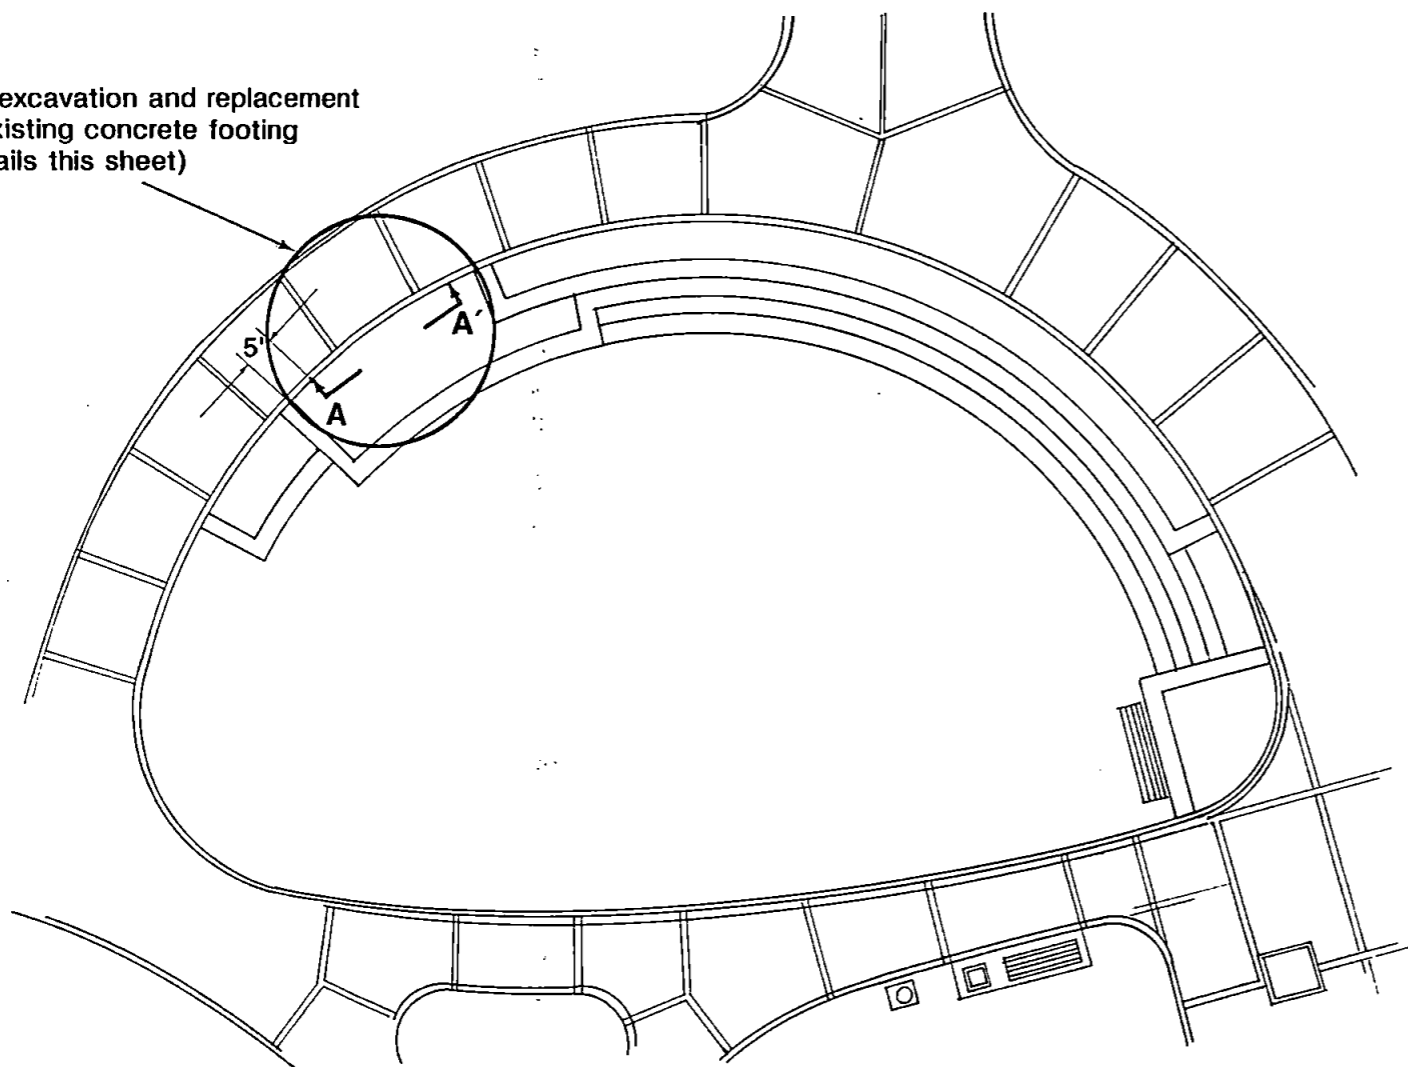 excavation and replacement
xisting concrete footing
ails this sheet)
5'
A'
A